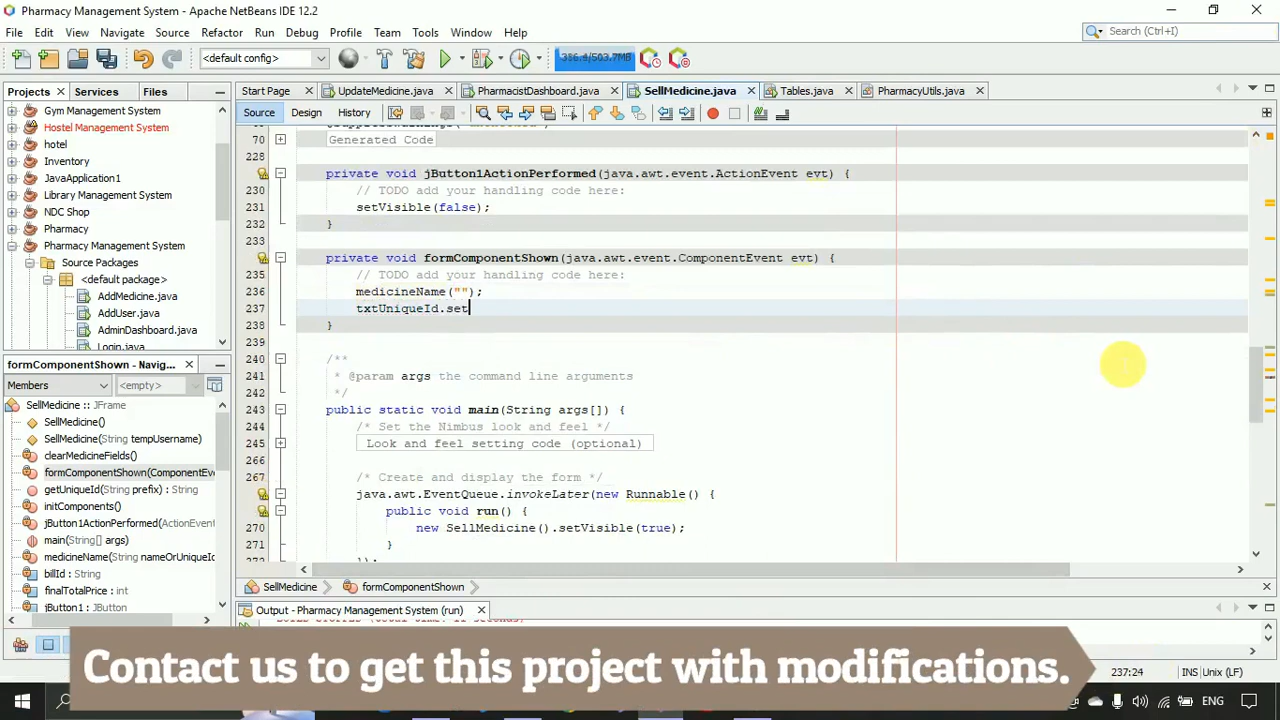 Pharmacy Management System - Apache NetBeans IDE 12.2
File Edit View Navigate Source Refactor Run Debug Profile Team Tools Window Help
Search (Ctrl+I)
<default config>
386.4/503.7MB
Projects Services Files
Start Page UpdateMedicine.java PharmacistDashboard.java SellMedicine.java Tables.java PharmacyUtils.java
Source Design History
Gym Management System
Hostel Management System
hotel
Inventory
JavaApplication1
Library Management System
NDC Shop
Pharmacy
Pharmacy Management System
Source Packages
<default package>
AddMedicine.java
AddUser.java
AdminDashboard.java
Login.java
formComponentShown - Navig...
Members <empty>
SellMedicine :: JFrame
SellMedicine()
SellMedicine(String tempUsername)
clearMedicineFields()
formComponentShown(ComponentEve
getUniqueId(String prefix) : String
initComponents()
jButton1ActionPerformed(ActionEvent
main(String[] args)
medicineName(String nameOrUniqueId
billId : String
finalTotalPrice : int
jButton1 : JButton
70 Generated Code
228
private void jButton1ActionPerformed(java.awt.event.ActionEvent evt) {
230 // TODO add your handling code here:
231 setVisible(false);
232 }
233
private void formComponentShown(java.awt.event.ComponentEvent evt) {
235 // TODO add your handling code here:
236 medicineName("");
237 txtUniqueId.set
238 }
240 /**
241 * @param args the command line arguments
242 */
243 public static void main(String args[]) {
244 /* Set the Nimbus look and feel */
245 Look and feel setting code (optional)
266
267 /* Create and display the form */
java.awt.EventQueue.invokeLater(new Runnable() {
public void run() {
270 new SellMedicine().setVisible(true);
271 }
272 });
SellMedicine formComponentShown
Output - Pharmacy Management System (run)
Contact us to get this project with modifications.
237:24 INS Unix (LF)
ENG